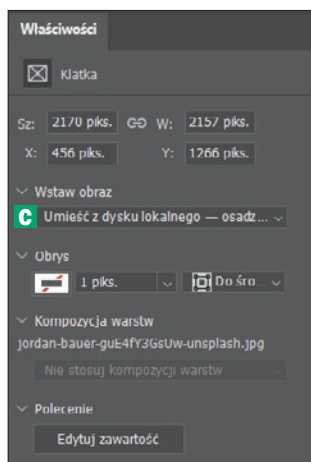 Właściwości
Klatka
Sz: 2170 piks. W: 2157 piks.
X: 456 piks. Y: 1266 piks.
Wstaw obraz
C Umieść z dysku lokalnego — osadz...
Obrys
1 piks. Do śro...
Kompozycja warstw
jordan-bauer-guE4fY3GsUw-unsplash.jpg
Nie stosuj kompozycji warstw
Polecenie
Edytuj zawartość